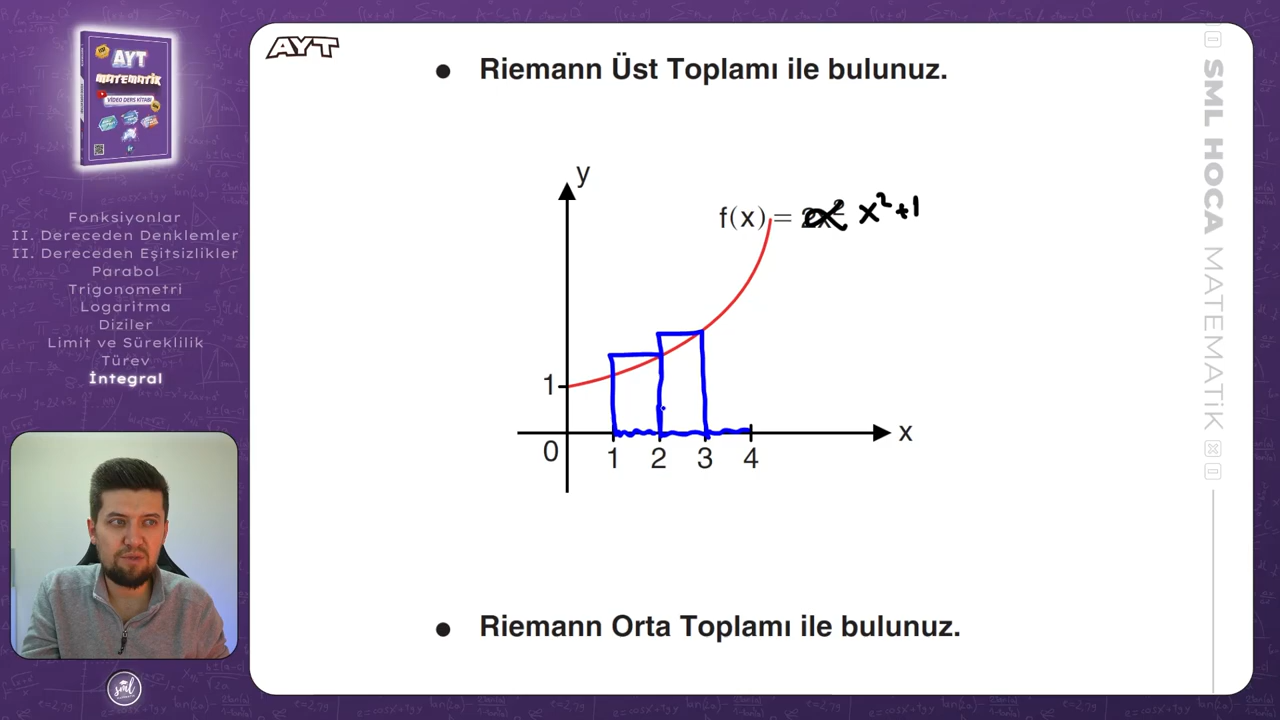 AYT
MATEMATİK
VİDEO DERS KİTABI
Fonksiyonlar
II. Dereceden Denklemler
II. Dereceden Eşitsizlikler
Parabol
Trigonometri
Logaritma
Diziler
Limit ve Süreklilik
Türev
İntegral
sml
AYT
• Riemann Üst Toplamı ile bulunuz.
y
f(x) = x²+1
1
0 1 2 3 4 x
• Riemann Orta Toplamı ile bulunuz.
SML HOCA MATEMATİK